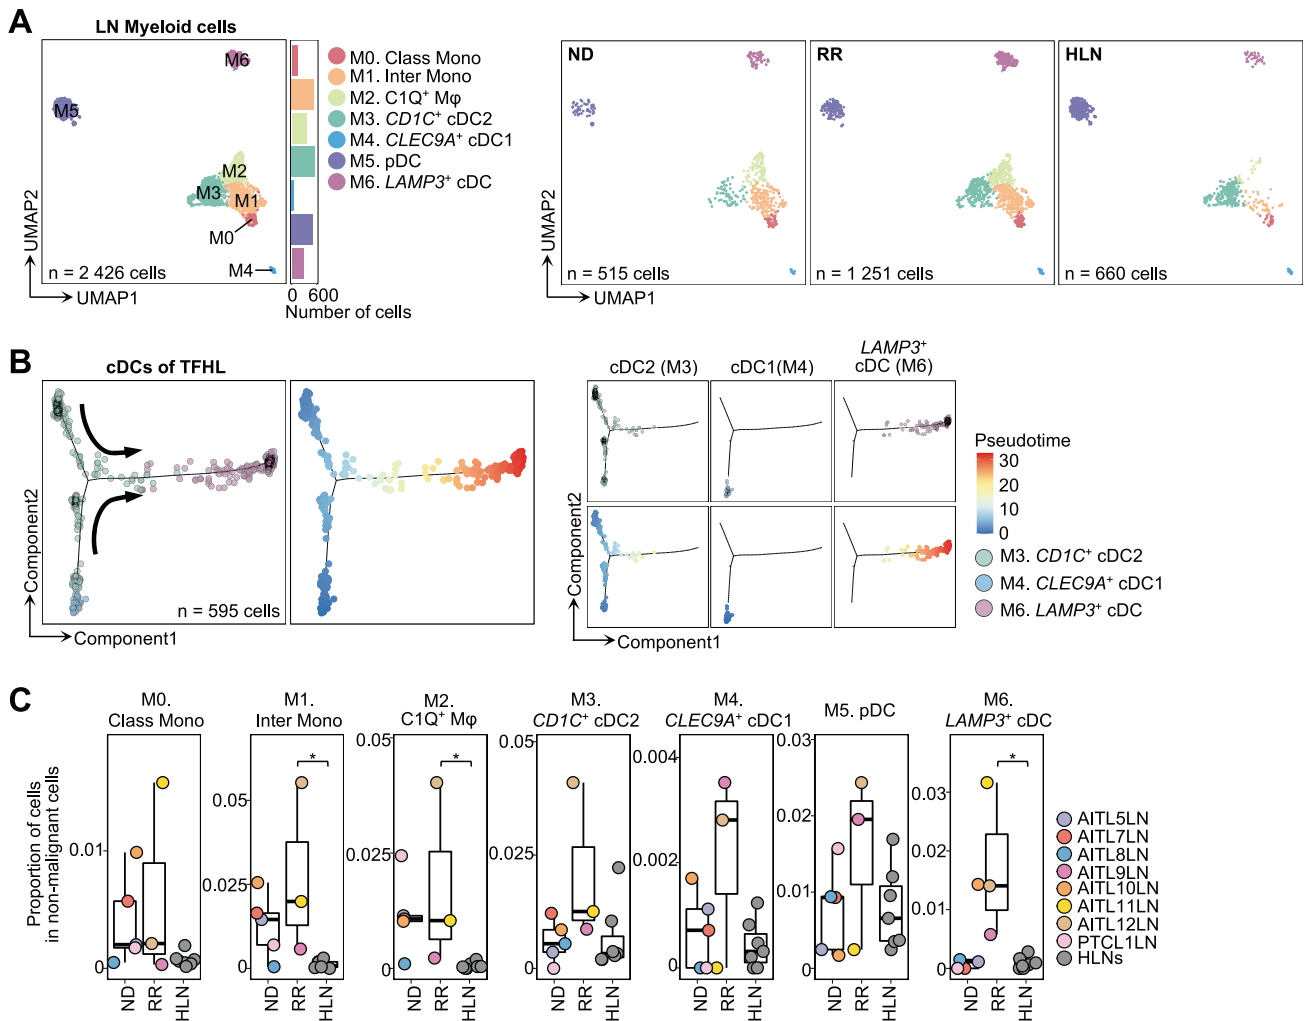 A
LN Myeloid cells
M6
M5
M2
M3
M1
M0
M4
n = 2 426 cells
UMAP2
UMAP1
0 600
Number of cells
M0. Class Mono
M1. Inter Mono
M2. C1Q⁺ Mφ
M3. CD1C⁺ cDC2
M4. CLEC9A⁺ cDC1
M5. pDC
M6. LAMP3⁺ cDC
ND
n = 515 cells
RR
n = 1 251 cells
HLN
n = 660 cells
UMAP2
UMAP1
B
cDCs of TFHL
n = 595 cells
Component2
Component1
cDC2 (M3)
cDC1(M4)
LAMP3⁺
cDC (M6)
Component2
Component1
Pseudotime
30
20
10
0
M3. CD1C⁺ cDC2
M4. CLEC9A⁺ cDC1
M6. LAMP3⁺ cDC
C
Proportion of cells
in non-malignant cells
M0.
Class Mono
0.01
0
ND RR HLN
M1.
Inter Mono
*
0.05
0.025
0
ND RR HLN
M2.
C1Q⁺ Mφ
*
0.05
0.025
0
ND RR HLN
M3.
CD1C⁺ cDC2
0.05
0.025
0
ND RR HLN
M4.
CLEC9A⁺ cDC1
0.004
0.002
0
ND RR HLN
M5. pDC
0.03
0.02
0.01
0
ND RR HLN
M6.
LAMP3⁺ cDC
*
0.03
0.02
0.01
0
ND RR HLN
AITL5LN
AITL7LN
AITL8LN
AITL9LN
AITL10LN
AITL11LN
AITL12LN
PTCL1LN
HLNs